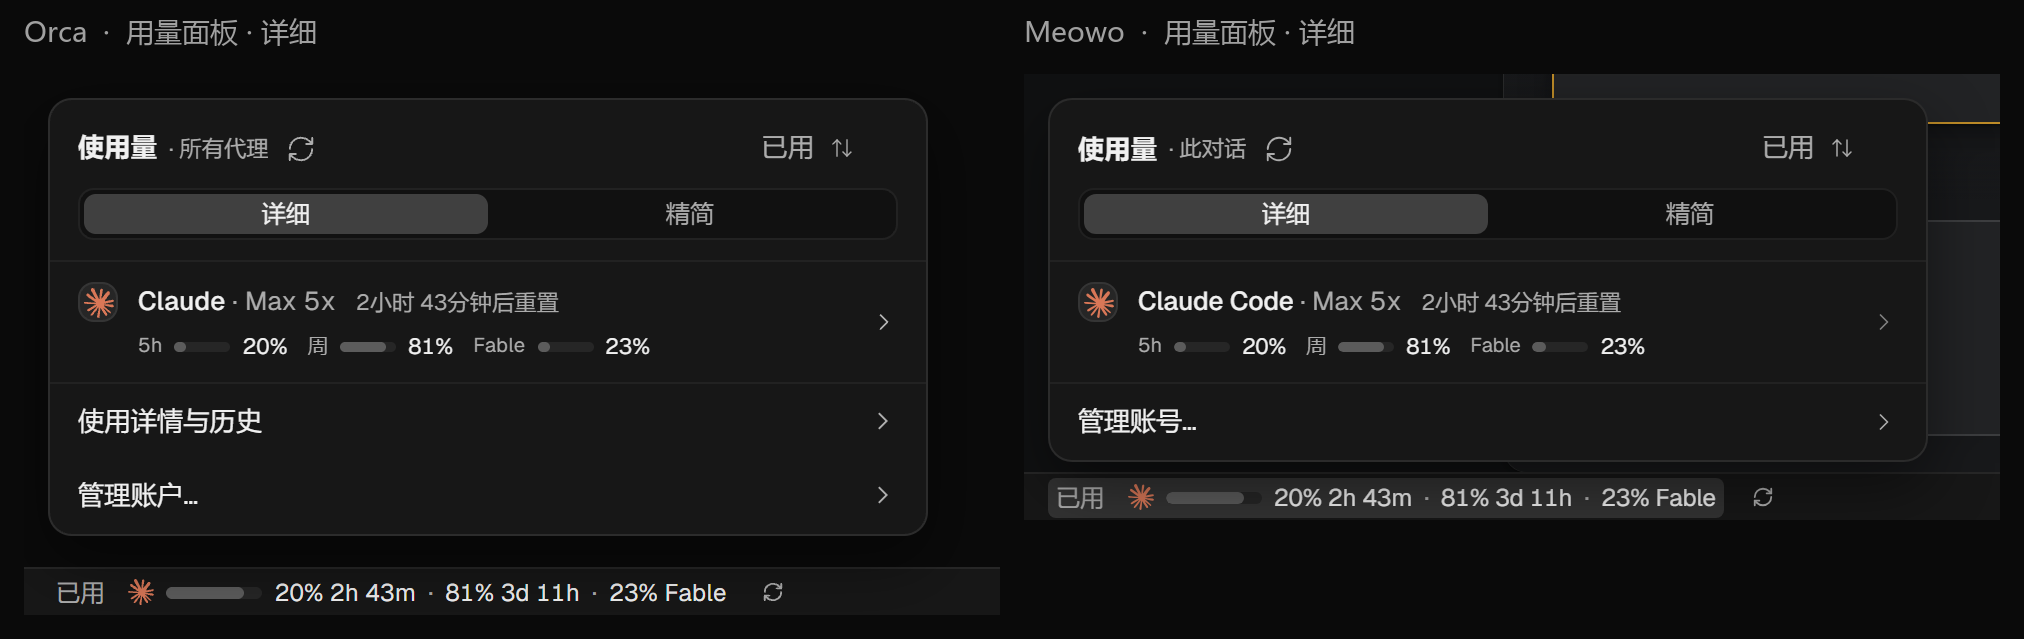 Orca · 用量面板 · 详细
使用量 · 所有代理
已用
详细
精简
Claude · Max 5x 2小时 43分钟后重置
5h 20% 周 81% Fable 23%
使用详情与历史
管理账户...
已用 20% 2h 43m · 81% 3d 11h · 23% Fable
Meowo · 用量面板 · 详细
使用量 · 此对话
已用
详细
精简
Claude Code · Max 5x 2小时 43分钟后重置
5h 20% 周 81% Fable 23%
管理账号...
已用 20% 2h 43m · 81% 3d 11h · 23% Fable